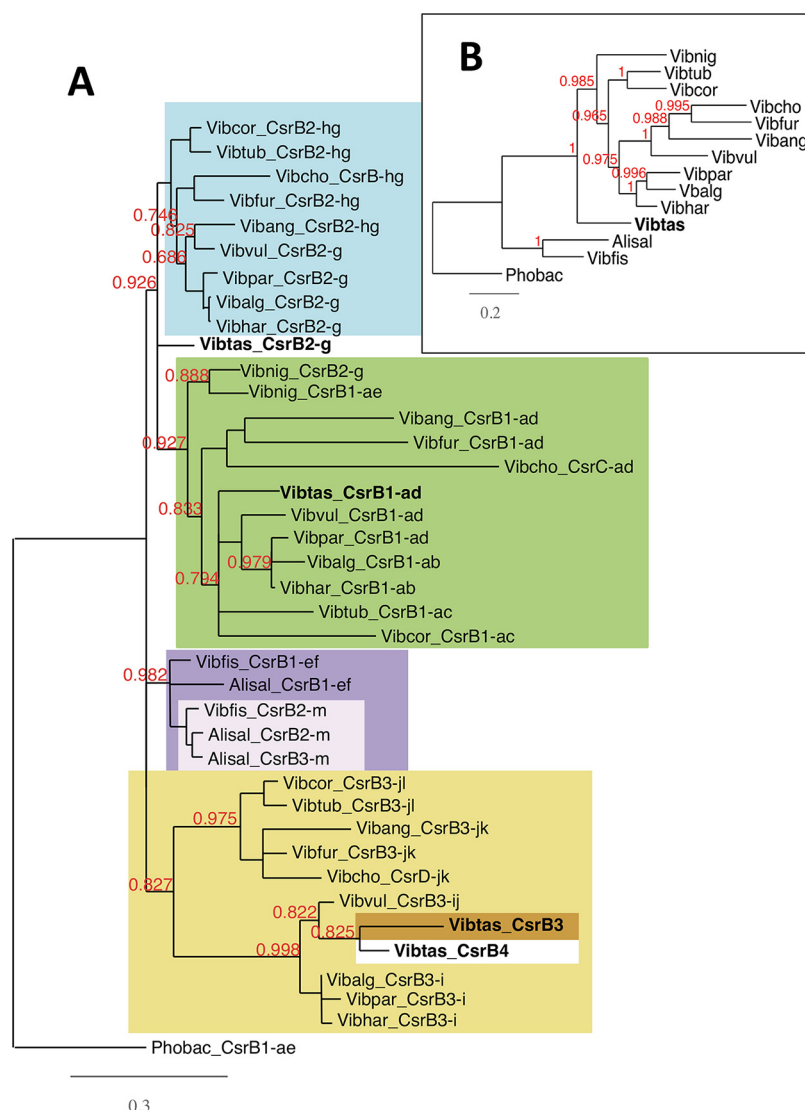 A
Vibcor_CsrB2-hg
Vibtub_CsrB2-hg
Vibcho_CsrB-hg
Vibfur_CsrB2-hg
0.746
0.825
Vibang_CsrB2-hg
Vibvul_CsrB2-g
0.686
0.926
Vibpar_CsrB2-g
Vibalg_CsrB2-g
Vibhar_CsrB2-g
Vibtas_CsrB2-g
0.888
Vibnig_CsrB2-g
Vibnig_CsrB1-ae
Vibang_CsrB1-ad
0.927
Vibfur_CsrB1-ad
Vibcho_CsrC-ad
Vibtas_CsrB1-ad
0.833
Vibvul_CsrB1-ad
Vibpar_CsrB1-ad
0.979
Vibalg_CsrB1-ab
0.794
Vibhar_CsrB1-ab
Vibtub_CsrB1-ac
Vibcor_CsrB1-ac
Vibfis_CsrB1-ef
0.982
Alisal_CsrB1-ef
Vibfis_CsrB2-m
Alisal_CsrB2-m
Alisal_CsrB3-m
Vibcor_CsrB3-jl
Vibtub_CsrB3-jl
0.975
Vibang_CsrB3-jk
Vibfur_CsrB3-jk
Vibcho_CsrD-jk
0.827
Vibvul_CsrB3-ij
0.822
Vibtas_CsrB3
0.825
Vibtas_CsrB4
0.998
Vibalg_CsrB3-i
Vibpar_CsrB3-i
Vibhar_CsrB3-i
Phobac_CsrB1-ae
0.3
B
Vibnig
0.985
1
Vibtub
Vibcor
0.995
Vibcho
0.965
0.988
Vibfur
1
Vibang
1
0.975
Vibvul
0.996
Vibpar
1
Vbalg
Vibhar
Vibtas
1
Alisal
Vibfis
Phobac
0.2